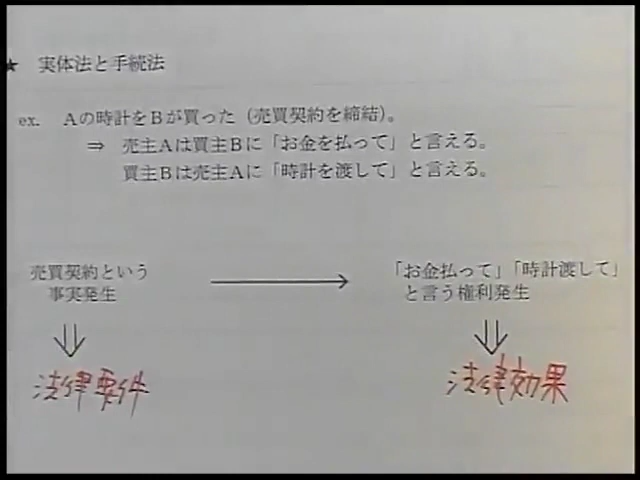 ★ 実体法と手続法
ex. Aの時計をBが買った(売買契約を締結)。
⇒ 売主Aは買主Bに「お金を払って」と言える。
買主Bは売主Aに「時計を渡して」と言える。
売買契約という
事実発生
「お金払って」「時計渡して」
と言う権利発生
法律要件
法律効果